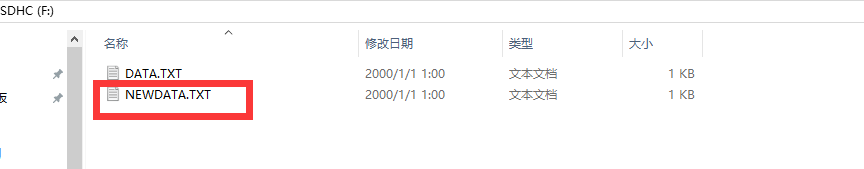 SDHC (F:)
名称 修改日期 类型 大小
DATA.TXT 2000/1/1 1:00 文本文档 1 KB
板 NEWDATA.TXT 2000/1/1 1:00 文本文档 1 KB